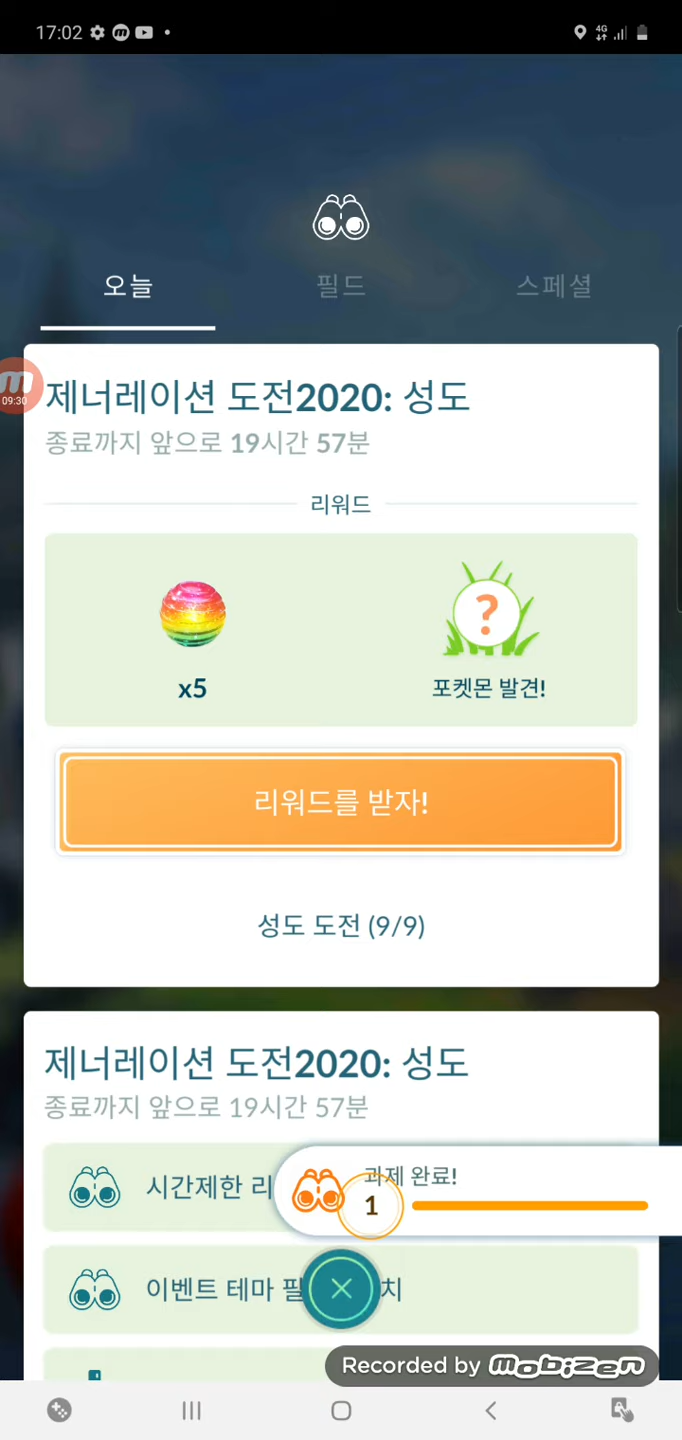 17:02
4G
오늘 필드 스페셜
09:30
제너레이션 도전2020: 성도
종료까지 앞으로 19시간 57분
리워드
?
x5 포켓몬 발견!
리워드를 받자!
성도 도전 (9/9)
제너레이션 도전2020: 성도
종료까지 앞으로 19시간 57분
시간제한 리
과제 완료!
1
이벤트 테마 필
치
Recorded by mobizen